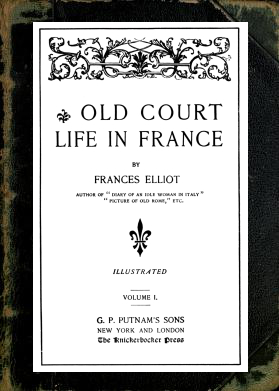 OLD COURT
LIFE IN FRANCE
BY
FRANCES ELLIOT
AUTHOR OF "DIARY OF AN IDLE WOMAN IN ITALY"
"PICTURE OF OLD ROME," ETC.
ILLUSTRATED
VOLUME I.
G. P. PUTNAM'S SONS
NEW YORK AND LONDON
The Knickerbocker Press